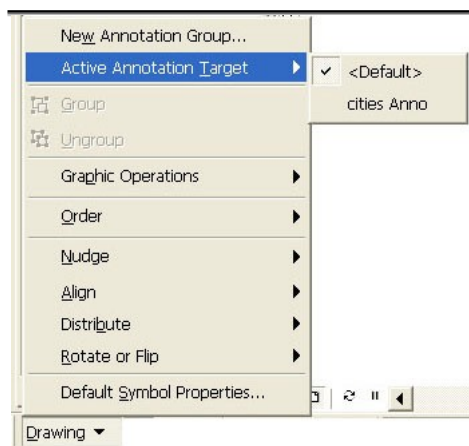 New Annotation Group...
Active Annotation Target
<Default>
cities Anno
Group
Ungroup
Graphic Operations
Order
Nudge
Align
Distribute
Rotate or Flip
Default Symbol Properties...
Drawing